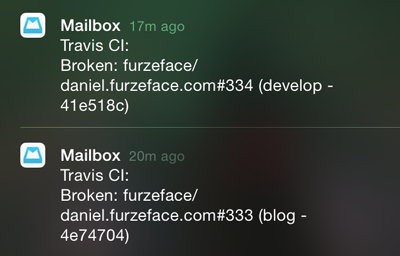 Mailbox 17m ago
Travis CI:
Broken: furzeface/
daniel.furzeface.com#334 (develop -
41e518c)
Mailbox 20m ago
Travis CI:
Broken: furzeface/
daniel.furzeface.com#333 (blog -
4e74704)